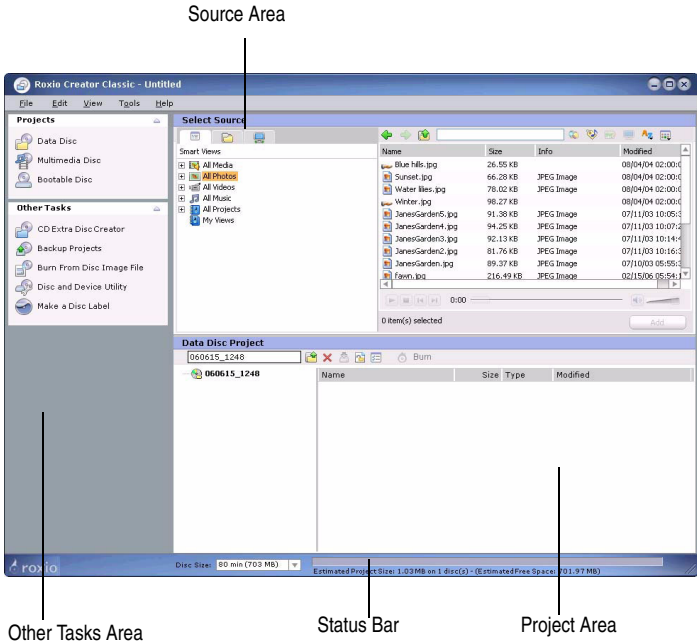 Source Area
Roxio Creator Classic - Untitled
File Edit View Tools Help
Projects
Data Disc
Multimedia Disc
Bootable Disc
Other Tasks
CD Extra Disc Creator
Backup Projects
Burn From Disc Image File
Disc and Device Utility
Make a Disc Label
Select Source
Smart Views
All Media
All Photos
All Videos
All Music
All Projects
My Views
Name Size Info Modified
Blue hills.jpg 26.55 KB 08/04/04 02:00:0
Sunset.jpg 66.28 KB JPEG Image 08/04/04 02:00:0
Water lilies.jpg 78.02 KB JPEG Image 08/04/04 02:00:0
Winter.jpg 98.27 KB 08/04/04 02:00:0
JanesGarden5.jpg 91.38 KB JPEG Image 07/11/03 10:05:3
JanesGarden4.jpg 94.25 KB JPEG Image 07/11/03 10:07:2
JanesGarden3.jpg 92.13 KB JPEG Image 07/11/03 10:14:4
JanesGarden2.jpg 81.76 KB JPEG Image 07/11/03 10:16:3
JanesGarden.jpg 89.37 KB JPEG Image 07/10/03 05:55:3
fawn.jpg 216.49 KB JPEG Image 02/15/06 05:54:1
0:00
0 item(s) selected
Add
Data Disc Project
060615_1248
Burn
060615_1248
Name Size Type Modified
roxio
Disc Size: 80 min (703 MB)
Estimated Project Size: 1.03 MB on 1 disc(s) - (Estimated Free Space: 701.97 MB)
Other Tasks Area
Status Bar
Project Area